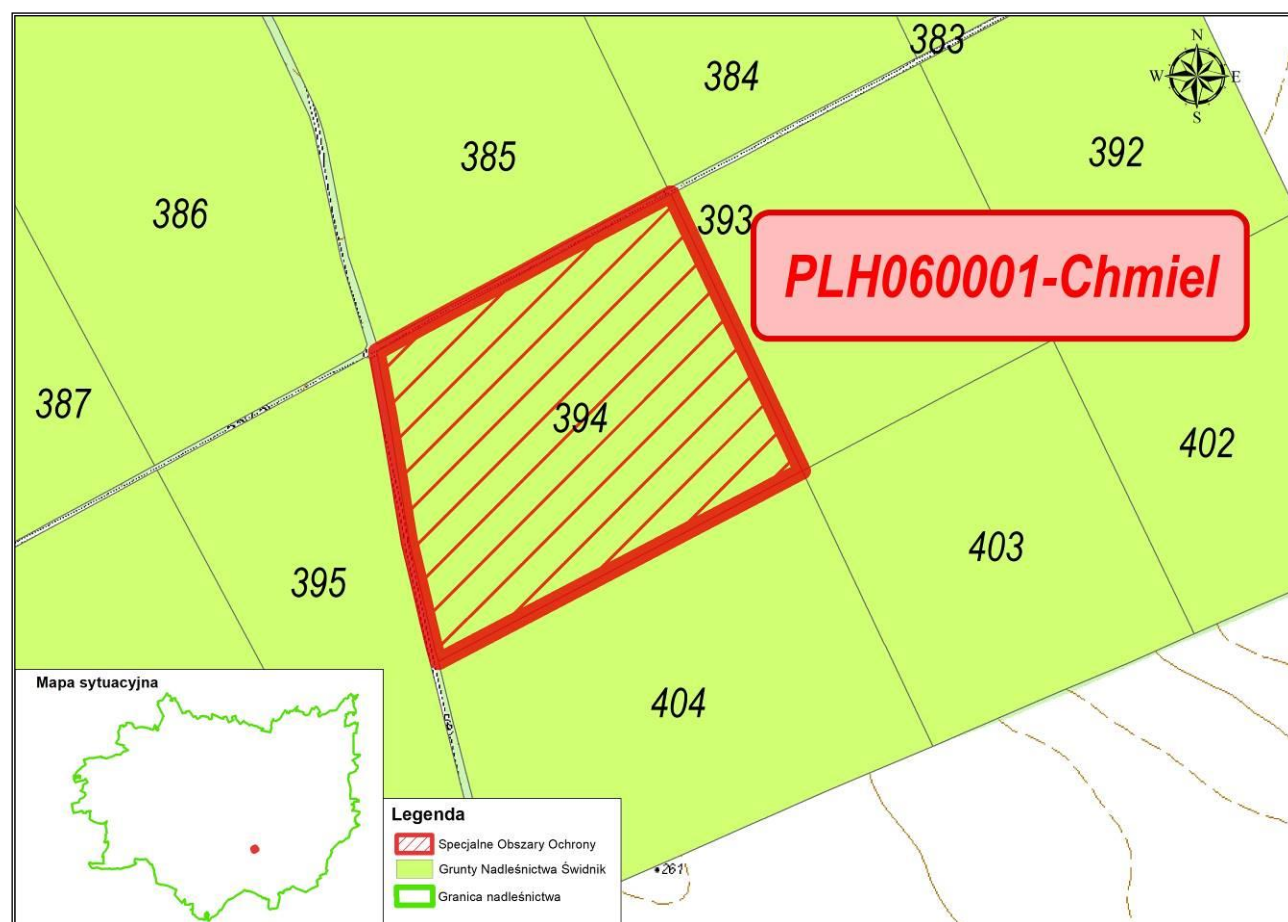 383
384
N
W E
S
385
392
386
393
PLH060001-Chmiel
387
394
402
403
395
404
Mapa sytuacyjna
Legenda
Specjalne Obszary Ochrony
Grunty Nadleśnictwa Świdnik
Granica nadleśnictwa
261